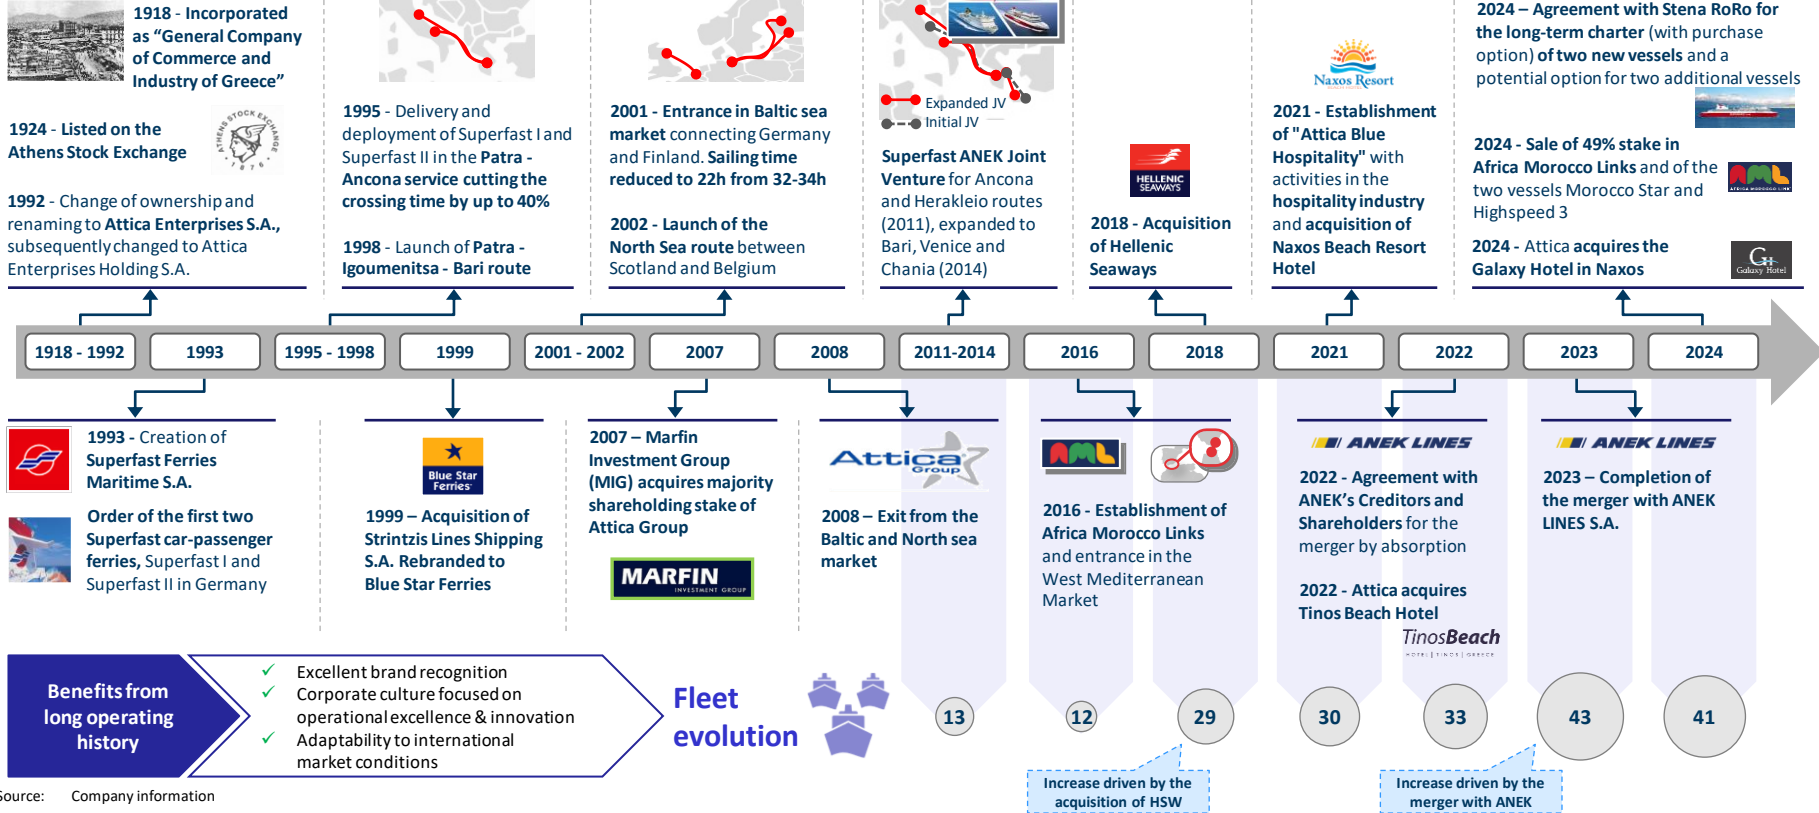 1918 - Incorporated
as “General Company
of Commerce and
Industry of Greece”
1924 - Listed on the
Athens Stock Exchange
ATHENS STOCK EXCHANGE
· 1876 ·
1992 - Change of ownership and
renaming to Attica Enterprises S.A.,
subsequently changed to Attica
Enterprises Holding S.A.
1995 - Delivery and
deployment of Superfast I and
Superfast II in the Patra -
Ancona service cutting the
crossing time by up to 40%
1998 - Launch of Patra -
Igoumenitsa - Bari route
2001 - Entrance in Baltic sea
market connecting Germany
and Finland. Sailing time
reduced to 22h from 32-34h
2002 - Launch of the
North Sea route between
Scotland and Belgium
Expanded JV
Initial JV
Superfast ANEK Joint
Venture for Ancona
and Herakleio routes
(2011), expanded to
Bari, Venice and
Chania (2014)
HELLENIC
SEAWAYS
2018 - Acquisition
of Hellenic
Seaways
Naxos Resort
BEACH HOTEL
2021 - Establishment
of "Attica Blue
Hospitality" with
activities in the
hospitality industry
and acquisition of
Naxos Beach Resort
Hotel
2024 – Agreement with Stena RoRo for
the long-term charter (with purchase
option) of two new vessels and a
potential option for two additional vessels
2024 - Sale of 49% stake in
Africa Morocco Links and of the
two vessels Morocco Star and
Highspeed 3
AML
AFRICA MOROCCO LINK
2024 - Attica acquires the
Galaxy Hotel in Naxos
GH
Galaxy Hotel
1918 - 1992
1993
1995 - 1998
1999
2001 - 2002
2007
2008
2011-2014
2016
2018
2021
2022
2023
2024
1993 - Creation of
Superfast Ferries
Maritime S.A.
Order of the first two
Superfast car-passenger
ferries, Superfast I and
Superfast II in Germany
Blue Star
Ferries
1999 – Acquisition of
Strintzis Lines Shipping
S.A. Rebranded to
Blue Star Ferries
2007 – Marfin
Investment Group
(MIG) acquires majority
shareholding stake of
Attica Group
MARFIN
INVESTMENT GROUP
Attica
Group
2008 – Exit from the
Baltic and North sea
market
AML
2016 - Establishment of
Africa Morocco Links
and entrance in the
West Mediterranean
Market
ANEK LINES
2022 - Agreement with
ANEK’s Creditors and
Shareholders for the
merger by absorption
2022 - Attica acquires
Tinos Beach Hotel
TinosBeach
HOTEL | TINOS | GREECE
ANEK LINES
2023 – Completion of
the merger with ANEK
LINES S.A.
Benefits from
long operating
history
✓ Excellent brand recognition
✓ Corporate culture focused on
operational excellence & innovation
✓ Adaptability to international
market conditions
Fleet
evolution
13
12
29
30
33
43
41
Increase driven by the
acquisition of HSW
Increase driven by the
merger with ANEK
Source: Company information